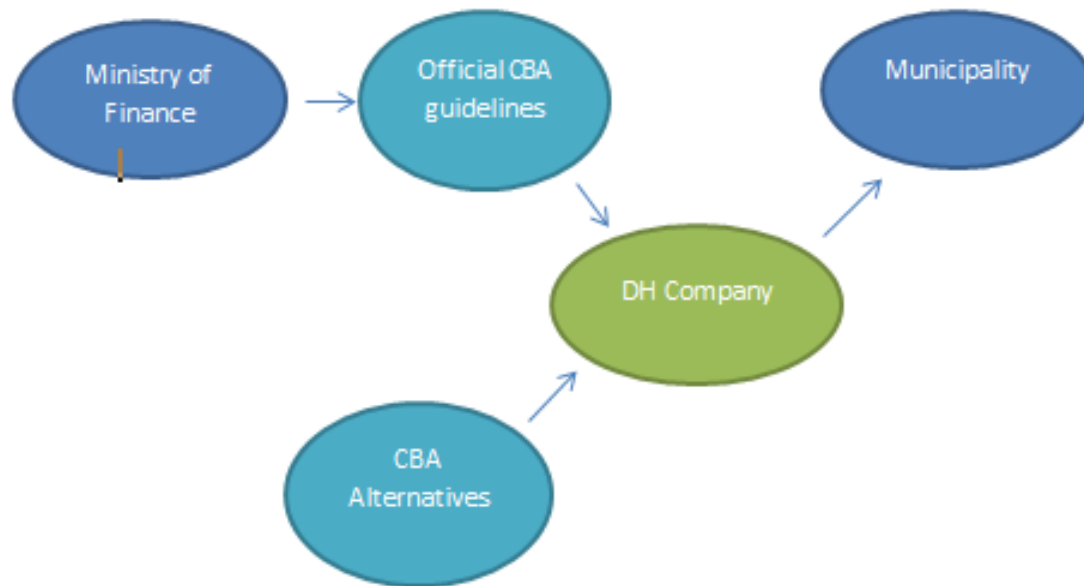 Ministry of
Finance
Official CBA
guidelines
Municipality
DH Company
CBA
Alternatives